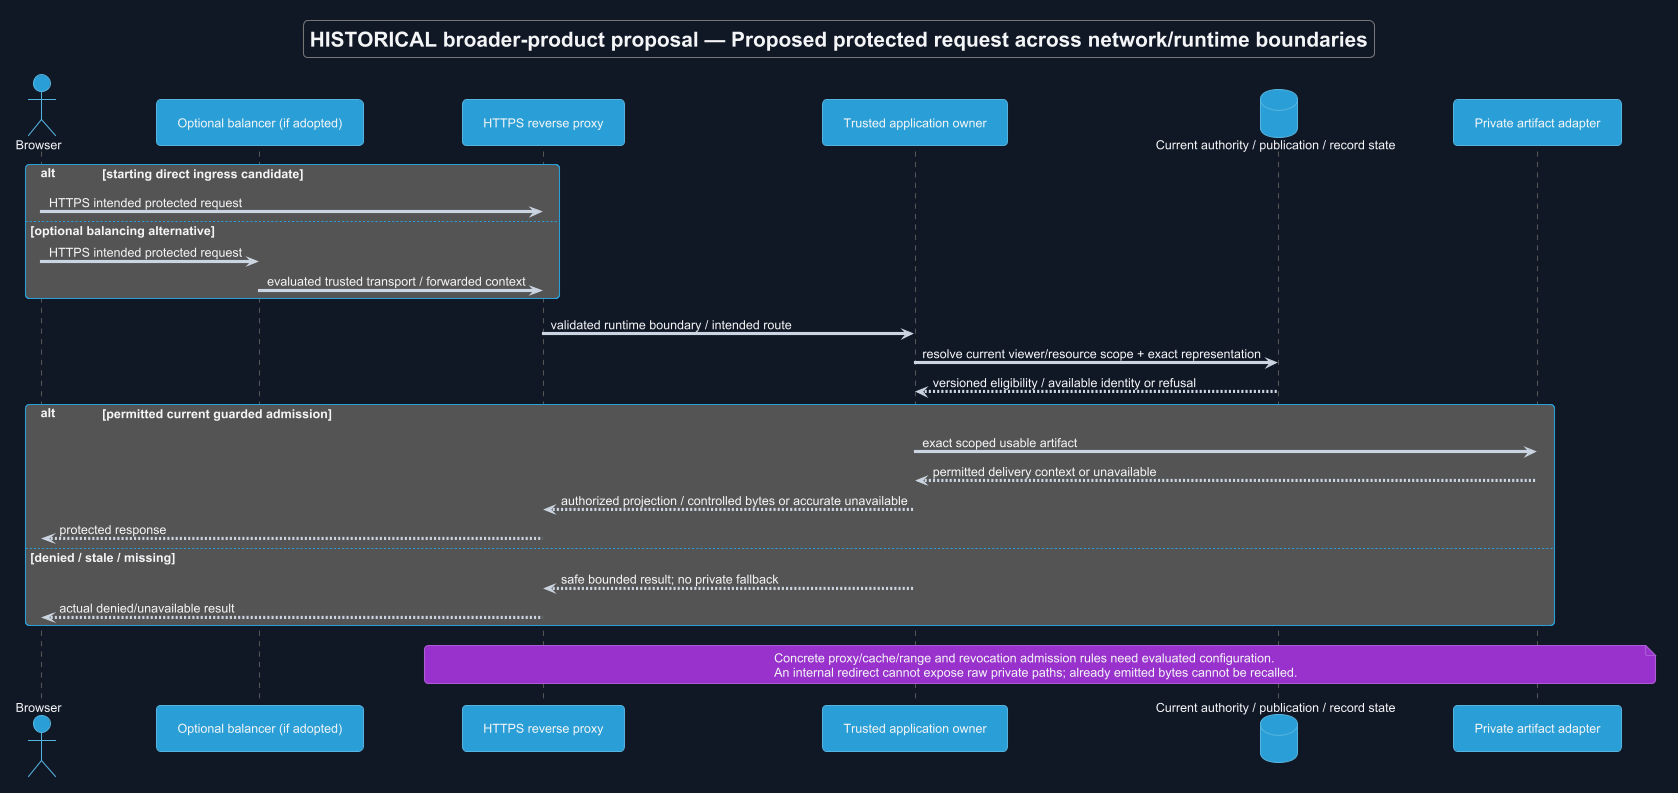 HISTORICAL broader-product proposal — Proposed protected request across network/runtime boundaries
Browser
Optional balancer (if adopted)
HTTPS reverse proxy
Trusted application owner
Current authority / publication / record state
Private artifact adapter
alt
[starting direct ingress candidate]
HTTPS intended protected request
[optional balancing alternative]
HTTPS intended protected request
evaluated trusted transport / forwarded context
validated runtime boundary / intended route
resolve current viewer/resource scope + exact representation
versioned eligibility / available identity or refusal
alt
[permitted current guarded admission]
exact scoped usable artifact
permitted delivery context or unavailable
authorized projection / controlled bytes or accurate unavailable
protected response
[denied / stale / missing]
safe bounded result; no private fallback
actual denied/unavailable result
Concrete proxy/cache/range and revocation admission rules need evaluated configuration.
An internal redirect cannot expose raw private paths; already emitted bytes cannot be recalled.
Browser
Optional balancer (if adopted)
HTTPS reverse proxy
Trusted application owner
Current authority / publication / record state
Private artifact adapter